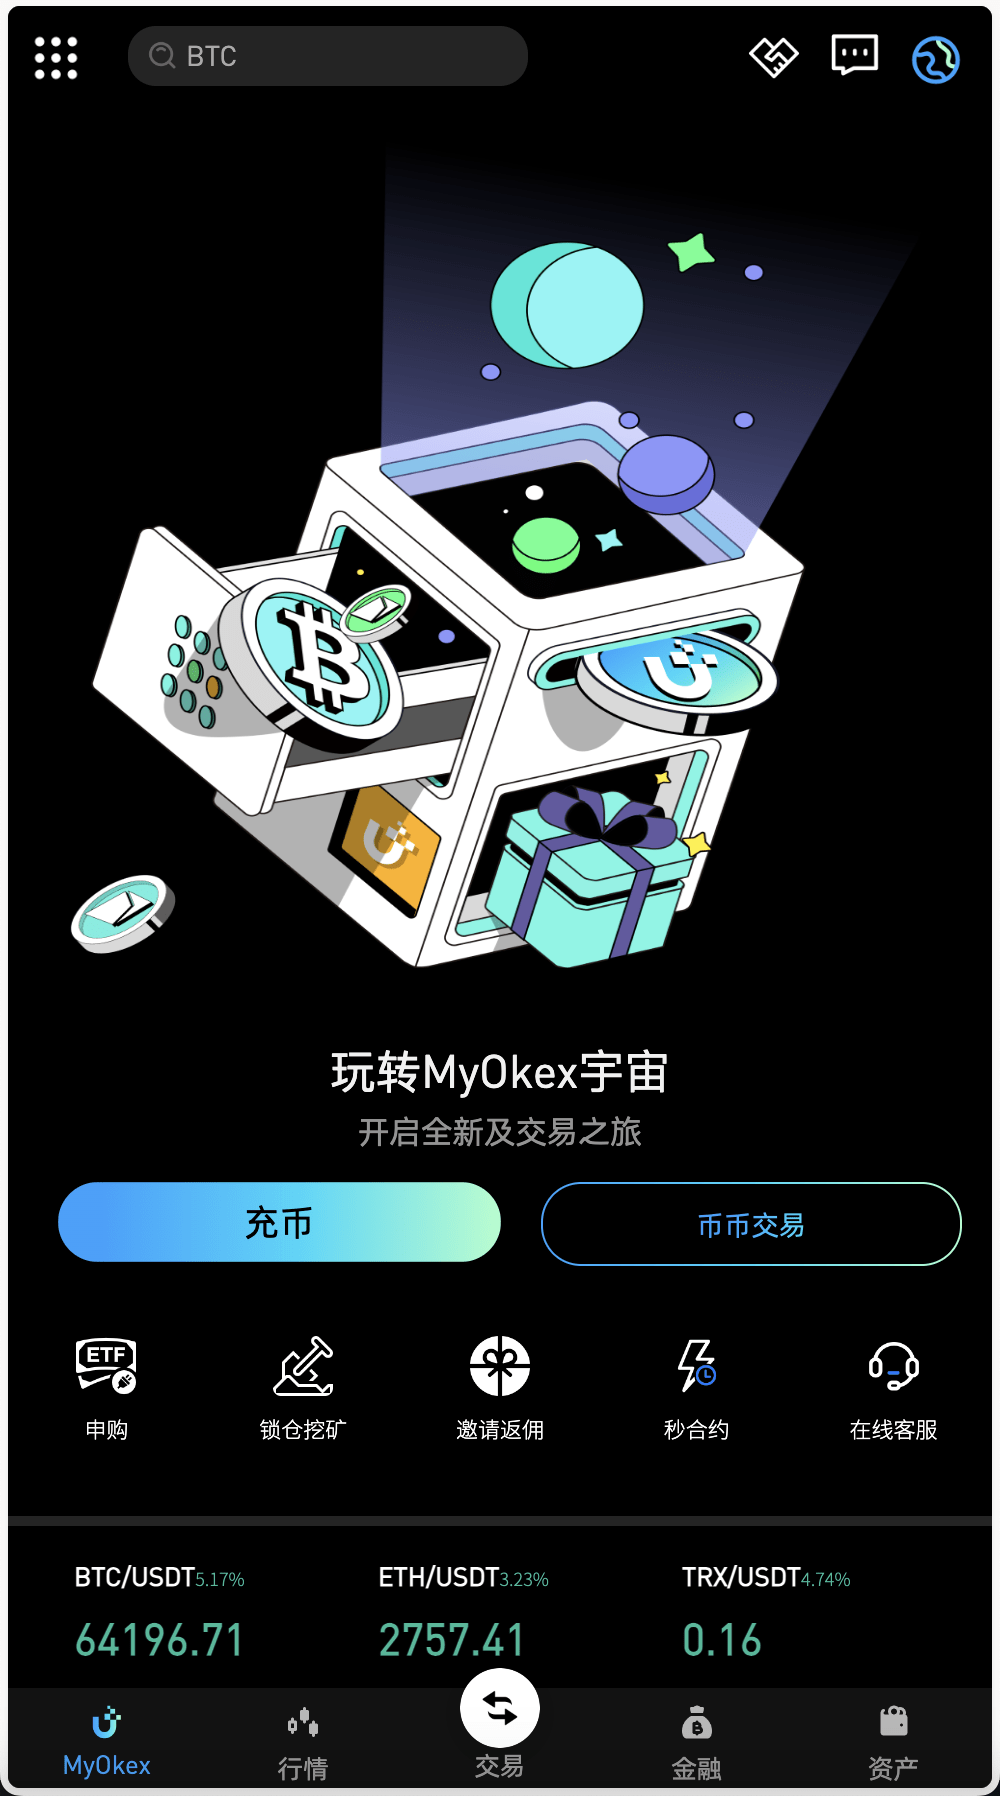 BTC
玩转MyOkex宇宙
开启全新及交易之旅
充币
币币交易
ETF
申购
锁仓挖矿
邀请返佣
秒合约
在线客服
BTC/USDT5.17%
ETH/USDT3.23%
TRX/USDT4.74%
64196.71
2757.41
0.16
MyOkex
行情
交易
金融
资产